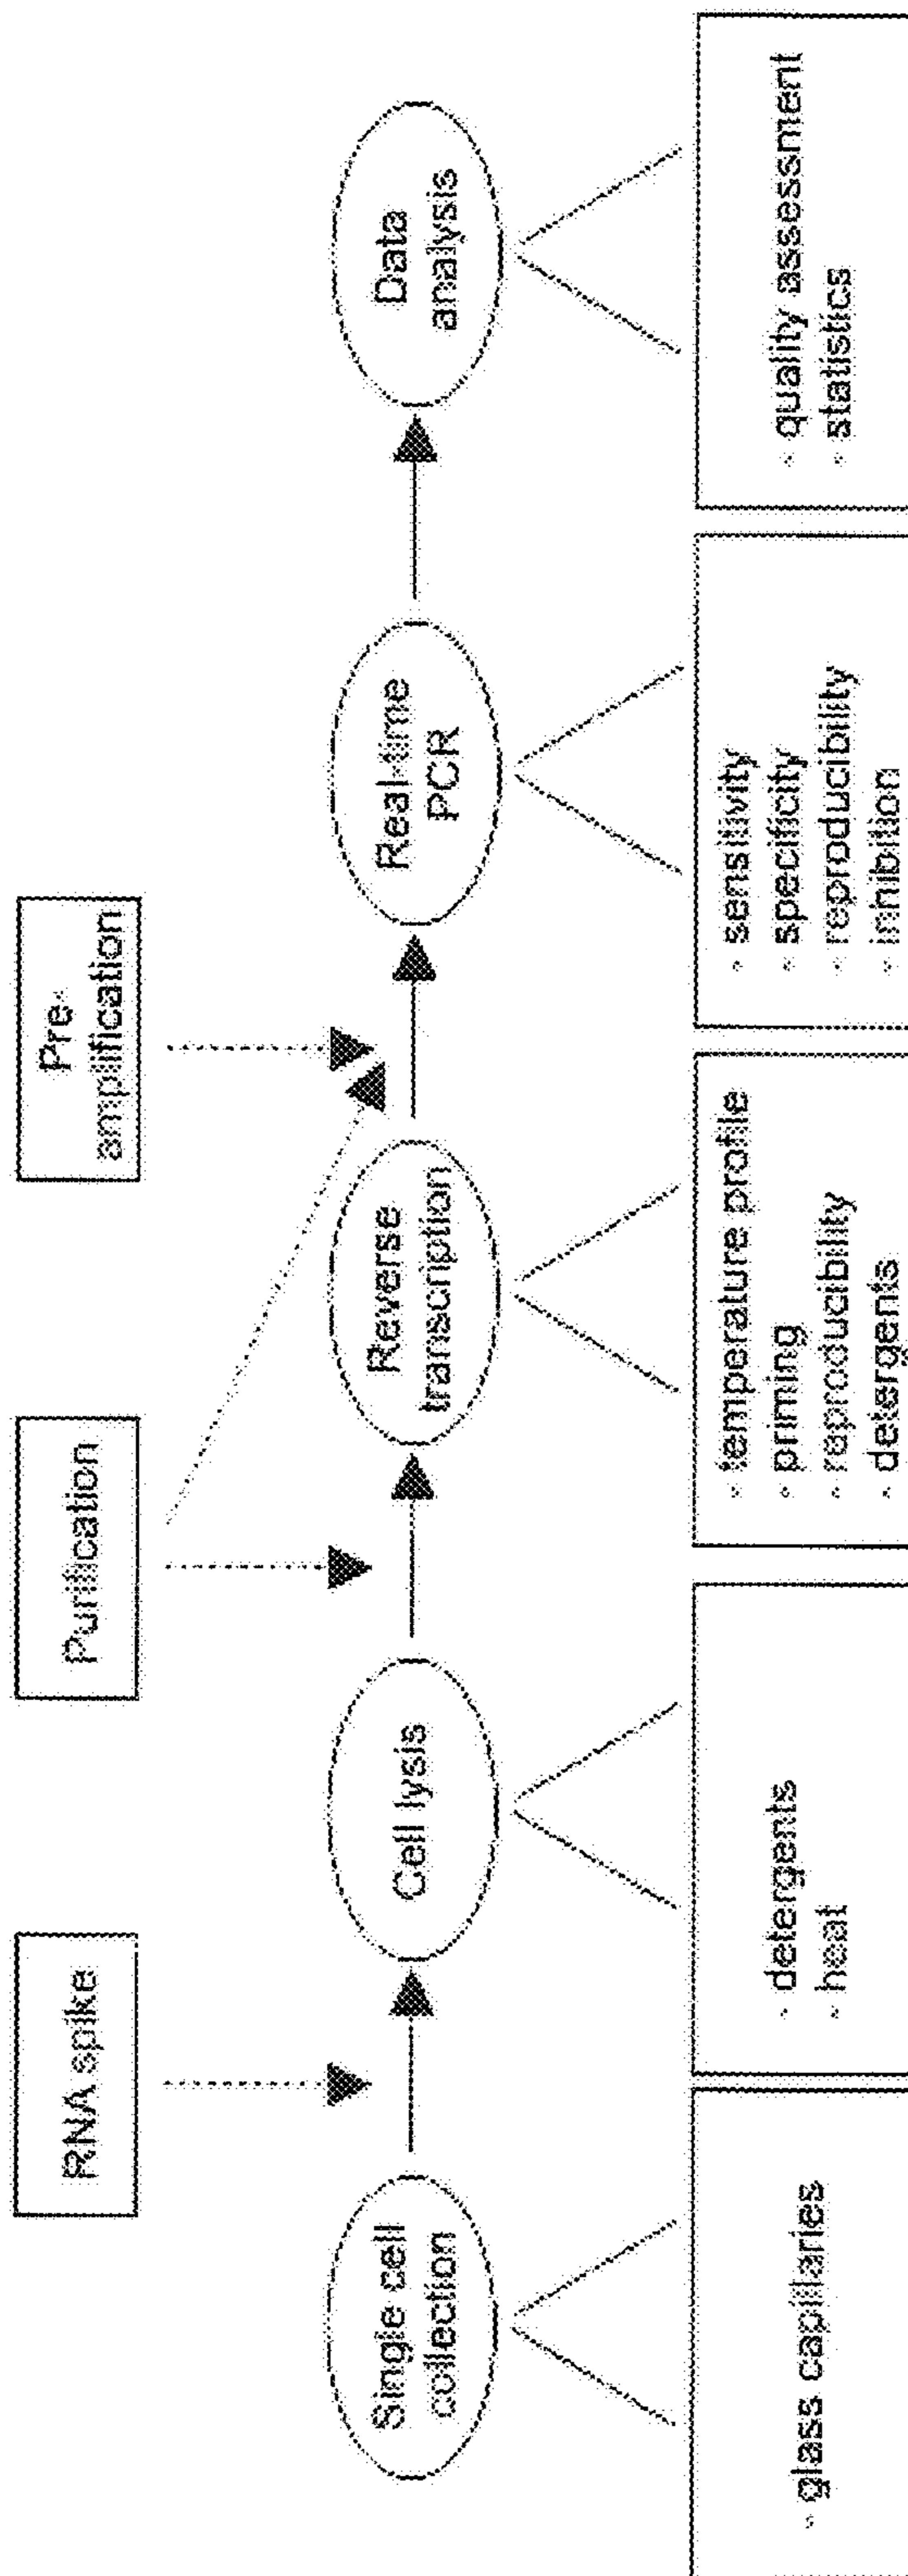 RNA spike
Purification
Pre-
amplification
Single cell
collection
Cell lysis
Reverse
transcription
Real-time
PCR
Data
analysis
- glass capillaries
- detergents
- heat
- temperature profile
- priming
- reproducibility
- detergents
- sensitivity
- specificity
- reproducibility
- inhibition
- quality assessment
- statistics